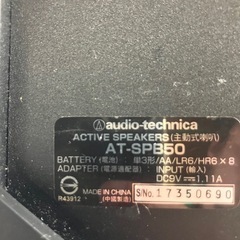 audio-technica
ACTIVE SPEAKERS (主動式喇叭)
AT-SPB50
BATTERY (電池) : 単3形/AA/LR6/HR6×8
ADAPTER (電源適配器) : INPUT (輸入)
DC9V⎓1.11A
MADE IN CHINA
(中國製造)
S/No. 17350690
R43912